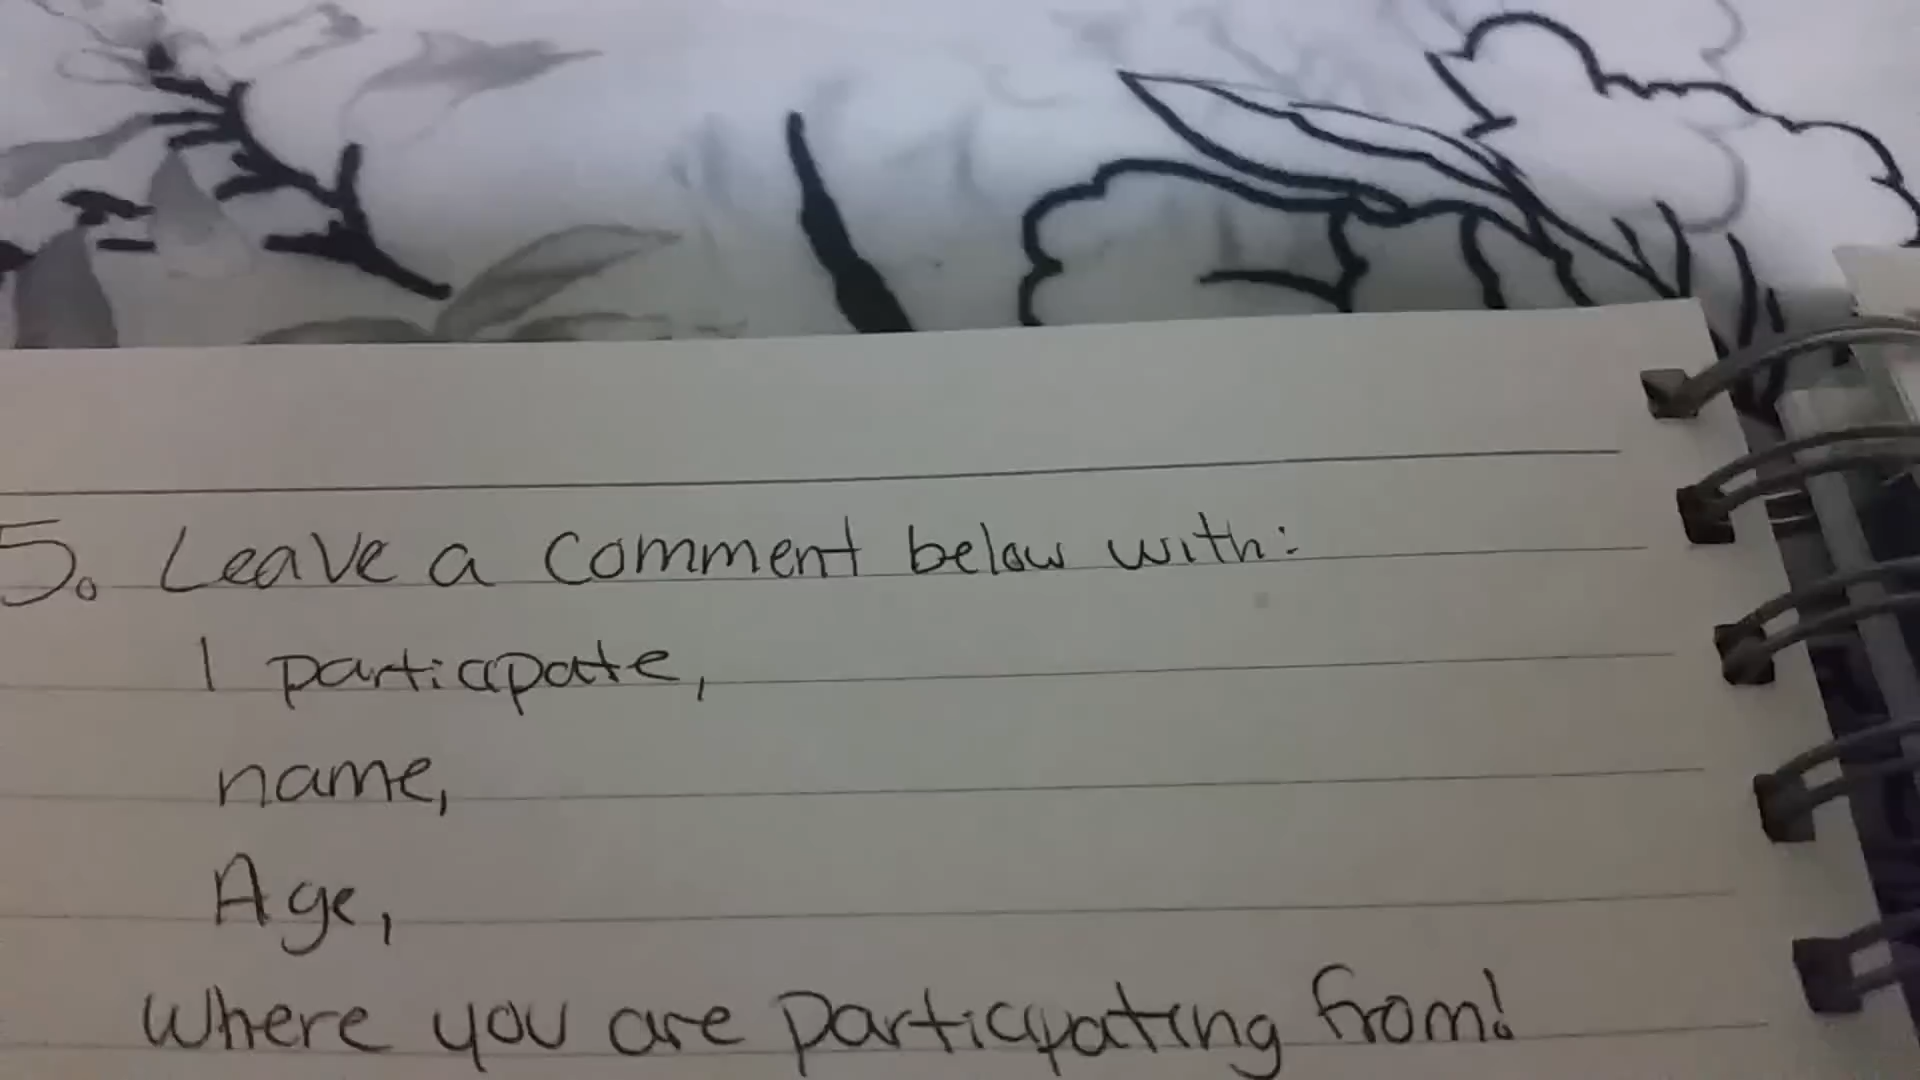 5. Leave a comment below with:
I participate,
name,
Age,
where you are participating from!